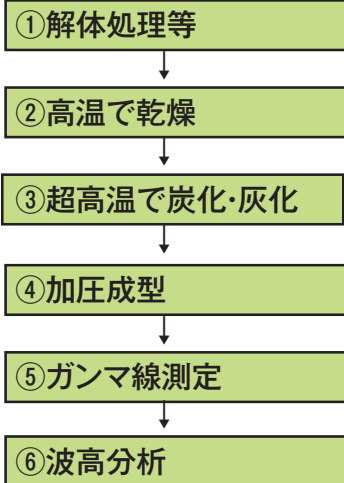 ①解体処理等
②高温で乾燥
③超高温で炭化・灰化
④加圧成型
⑤ガンマ線測定
⑥波高分析